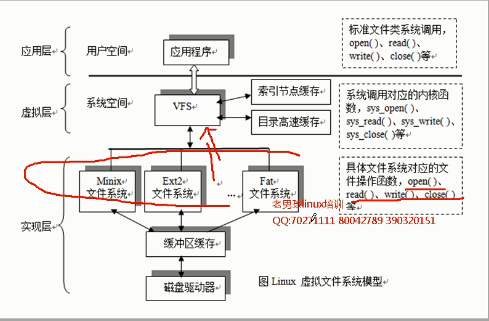 应用层
用户空间
应用程序
标准文件类系统调用，
open( )、read( )、
write( )、close( )等
虚拟层
系统空间
VFS
索引节点缓存
目录高速缓存
系统调用对应的内核函
数，sys_open( )、
sys_read( )、sys_write( )、
sys_close( )等
实现层
Minix
文件系统
Ext2
文件系统
...
Fat
文件系统
具体文件系统对应的文
件操作函数，open( )、
read( )、write( )、close( )
等
老男孩linux培训
QQ:70271111 80042789 390320151
缓冲区缓存
磁盘驱动器
图 Linux 虚拟文件系统模型